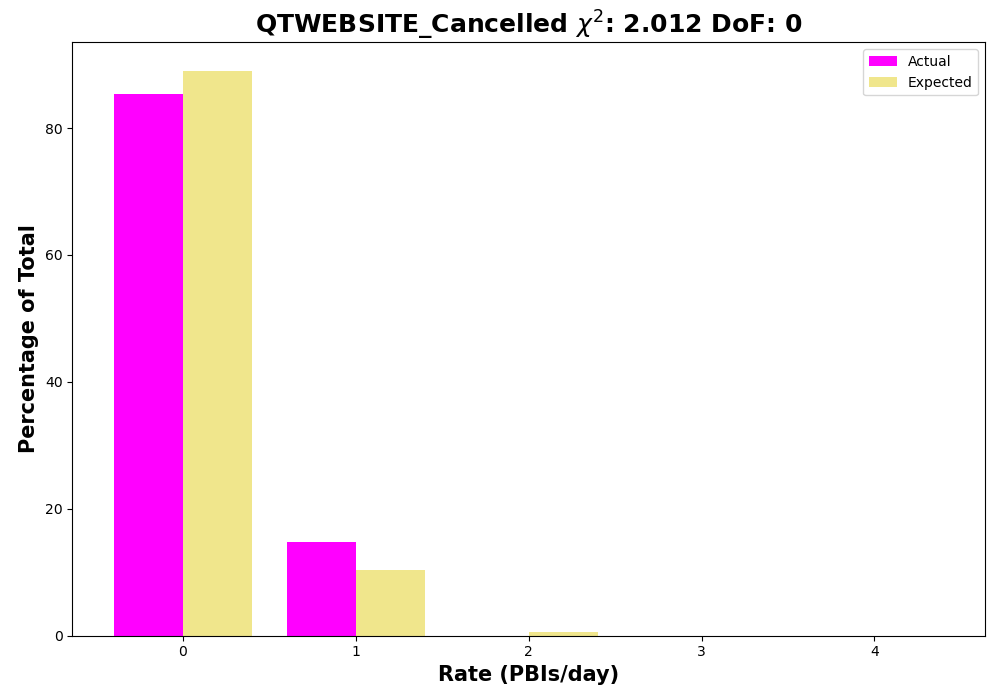 QTWEBSITE_Cancelled χ²: 2.012 DoF: 0
Actual
Expected
Percentage of Total
80
60
40
20
0
0 1 2 3 4
Rate (PBIs/day)